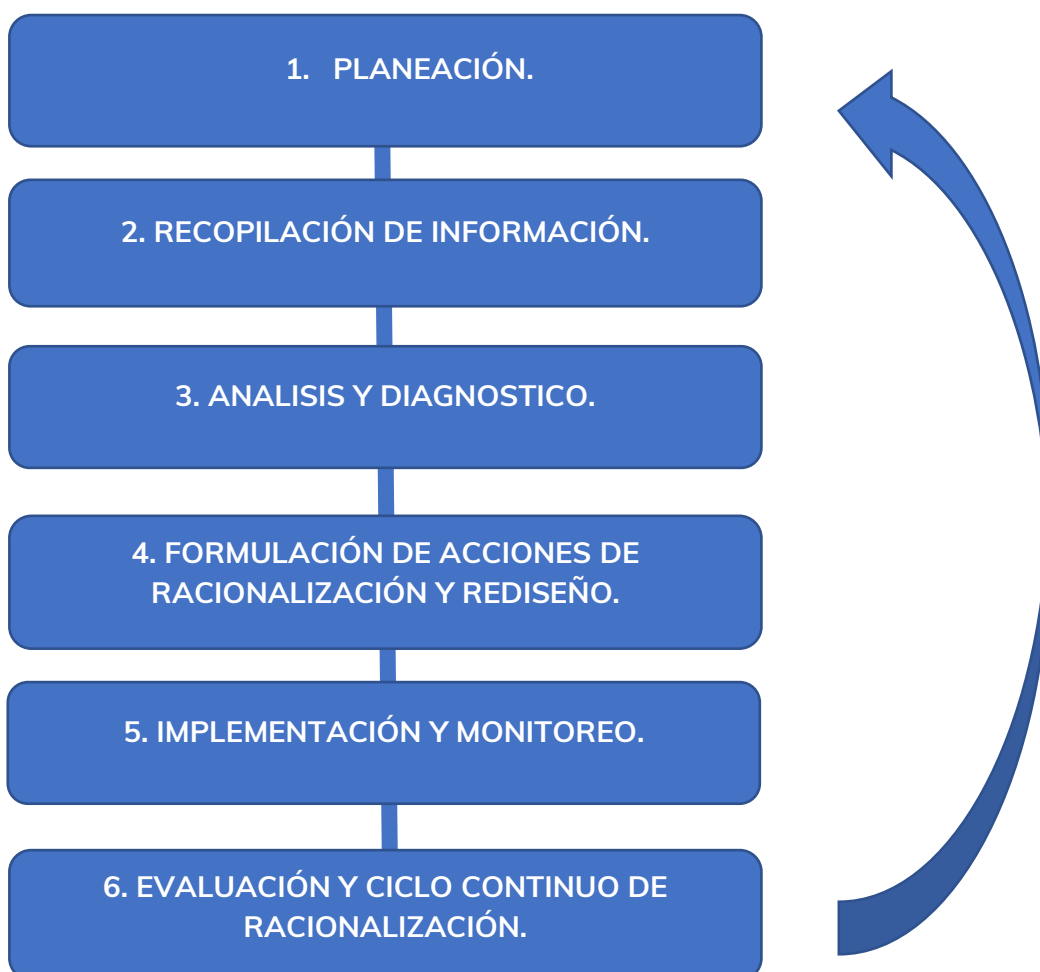 1. PLANEACIÓN.
2. RECOPILACIÓN DE INFORMACIÓN.
3. ANALISIS Y DIAGNOSTICO.
4. FORMULACIÓN DE ACCIONES DE
RACIONALIZACIÓN Y REDISEÑO.
5. IMPLEMENTACIÓN Y MONITOREO.
6. EVALUACIÓN Y CICLO CONTINUO DE
RACIONALIZACIÓN.